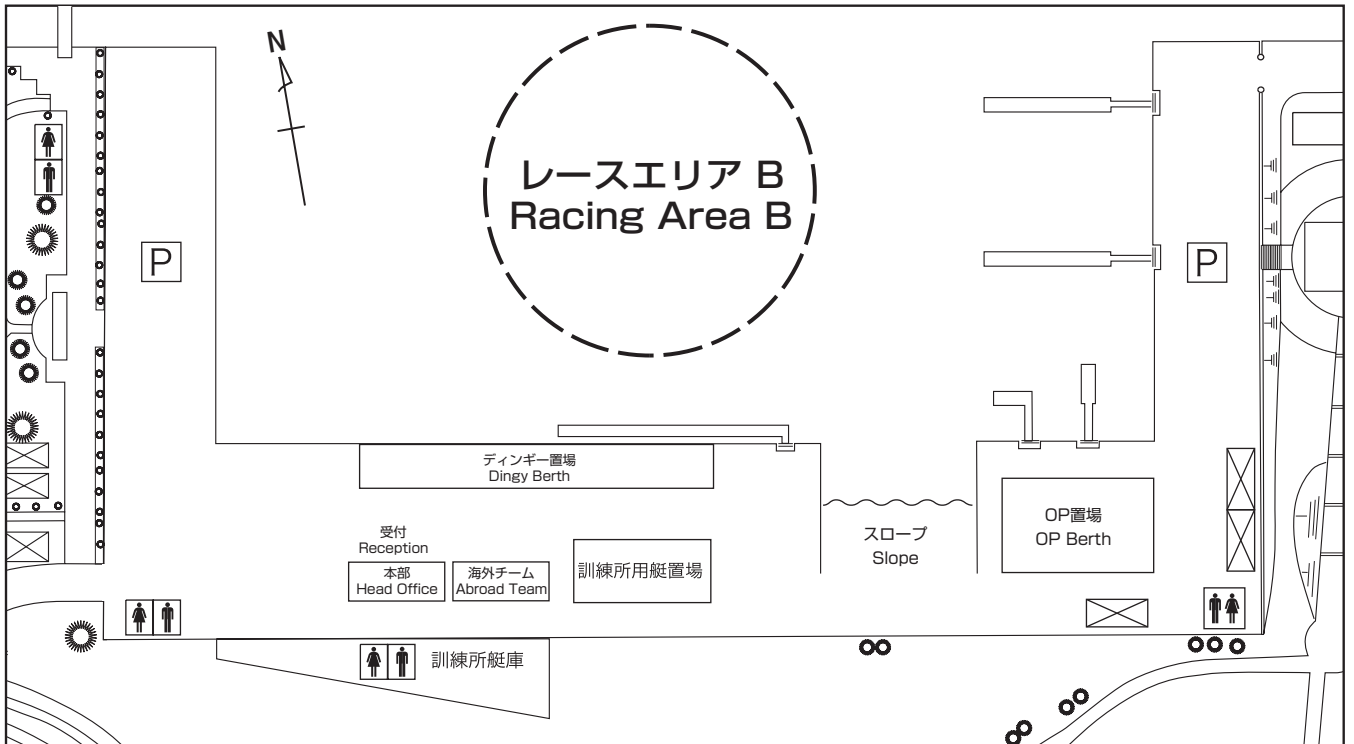 N
レースエリア B
Racing Area B
P
P
ディンギー置場
Dingy Berth
受付
Reception
本部
Head Office
海外チーム
Abroad Team
訓練所用艇置場
スロープ
Slope
OP置場
OP Berth
訓練所艇庫